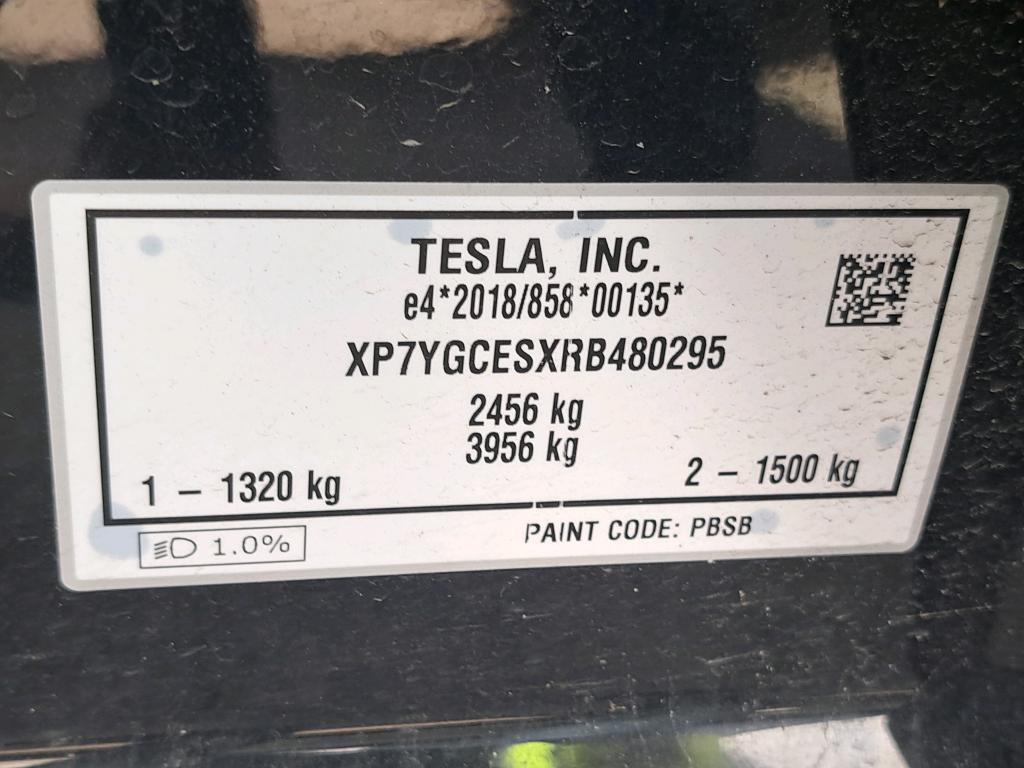 TESLA, INC.
e4*2018/858*00135*
XP7YGCESXRB480295
2456 kg
3956 kg
1 – 1320 kg
2 – 1500 kg
1.0%
PAINT CODE: PBSB